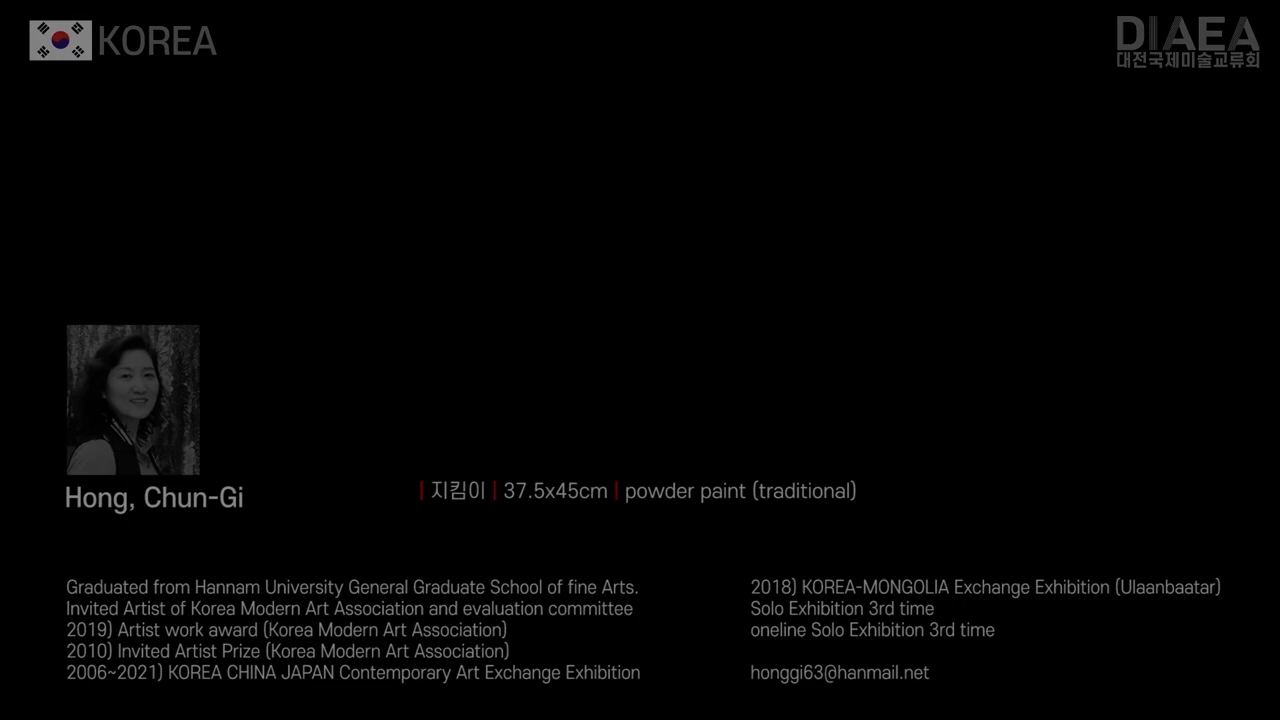 KOREA
DIAEA
대전국제미술교류회
Hong, Chun-Gi
| 지킴이 | 37.5x45cm | powder paint (traditional)
Graduated from Hannam University General Graduate School of fine Arts.
Invited Artist of Korea Modern Art Association and evaluation committee
2019) Artist work award (Korea Modern Art Association)
2010) Invited Artist Prize (Korea Modern Art Association)
2006~2021) KOREA CHINA JAPAN Contemporary Art Exchange Exhibition
2018) KOREA-MONGOLIA Exchange Exhibition (Ulaanbaatar)
Solo Exhibition 3rd time
oneline Solo Exhibition 3rd time
honggi63@hanmail.net